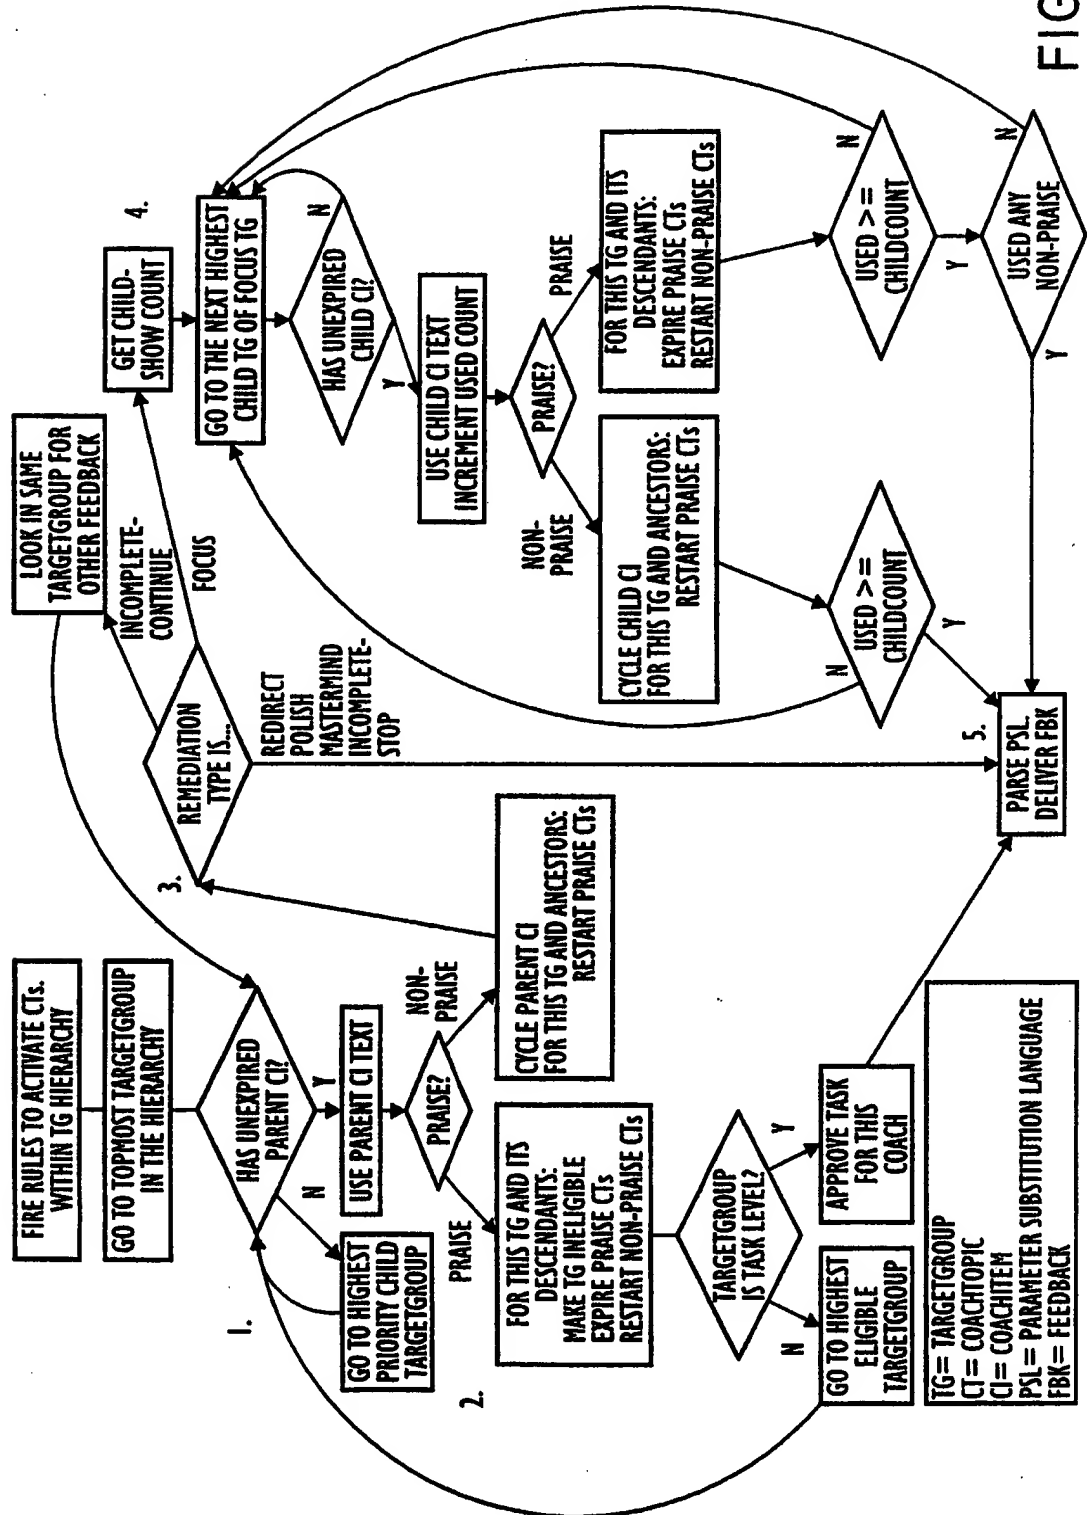 FIRE RULES TO ACTIVATE CTs.
WITHIN TG HIERARCHY
GO TO TOPMOST TARGETGROUP
IN THE HIERARCHY
1.
HAS UNEXPIRED
PARENT CI?
N
Y
GO TO HIGHEST
PRIORITY CHILD
TARGETGROUP
USE PARENT CI TEXT
PRAISE?
PRAISE
NON-
PRAISE
2.
FOR THIS TG AND ITS
DESCENDANTS:
MAKE TG INELIGIBLE
EXPIRE PRAISE CTs
RESTART NON-PRAISE CTs
CYCLE PARENT CI
FOR THIS TG AND ANCESTORS:
RESTART PRAISE CTs
TARGETGROUP
IS TASK LEVEL?
N
Y
GO TO HIGHEST
ELIGIBLE
TARGETGROUP
APPROVE TASK
FOR THIS
COACH
TG= TARGETGROUP
CT= COACHTOPIC
CI= COACHITEM
PSL= PARAMETER SUBSTITUTION LANGUAGE
FBK= FEEDBACK
3.
REMEDIATION
TYPE IS...
LOOK IN SAME
TARGETGROUP FOR
OTHER FEEDBACK
INCOMPLETE-
CONTINUE
FOCUS
REDIRECT
POLISH
MASTERMIND
INCOMPLETE-
STOP
4.
GET CHILD-
SHOW COUNT
GO TO THE NEXT HIGHEST
CHILD TG OF FOCUS TG
HAS UNEXPIRED
CHILD CI?
N
Y
USE CHILD CI TEXT
INCREMENT USED COUNT
PRAISE?
NON-
PRAISE
PRAISE
CYCLE CHILD CI
FOR THIS TG AND ANCESTORS:
RESTART PRAISE CTs
FOR THIS TG AND ITS
DESCENDANTS:
EXPIRE PRAISE CTs
RESTART NON-PRAISE CTs
USED >=
CHILDCOUNT
N
Y
USED >=
CHILDCOUNT
N
Y
USED ANY
NON-PRAISE
N
Y
5.
PARSE PSL.
DELIVER FBK
FIG